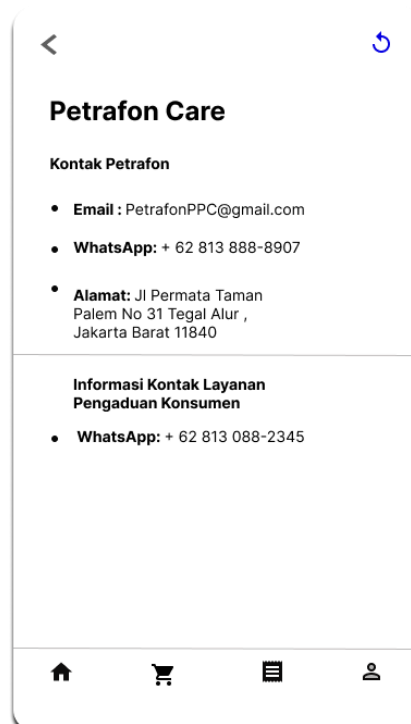 Petrafon Care
Kontak Petrafon
Email : PetrafonPPC@gmail.com
WhatsApp: + 62 813 888-8907
Alamat: Jl Permata Taman
Palem No 31 Tegal Alur ,
Jakarta Barat 11840
Informasi Kontak Layanan
Pengaduan Konsumen
WhatsApp: + 62 813 088-2345